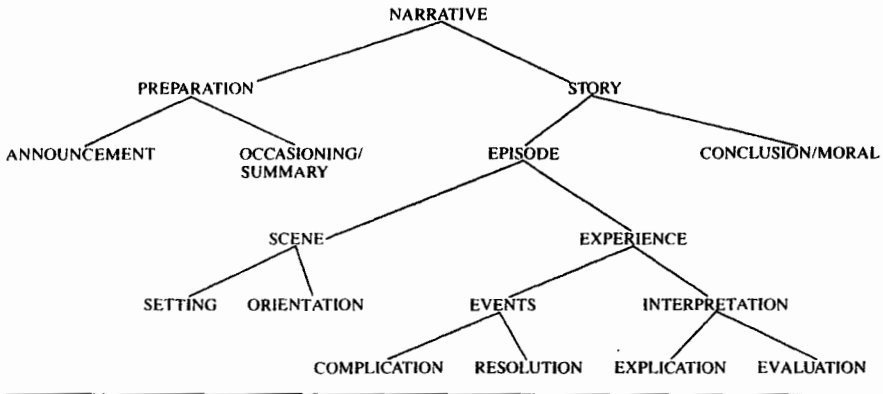 NARRATIVE
PREPARATION STORY
ANNOUNCEMENT OCCASIONING/ EPISODE CONCLUSION/MORAL
SUMMARY
SCENE EXPERIENCE
SETTING ORIENTATION EVENTS INTERPRETATION
COMPLICATION RESOLUTION EXPLICATION EVALUATION